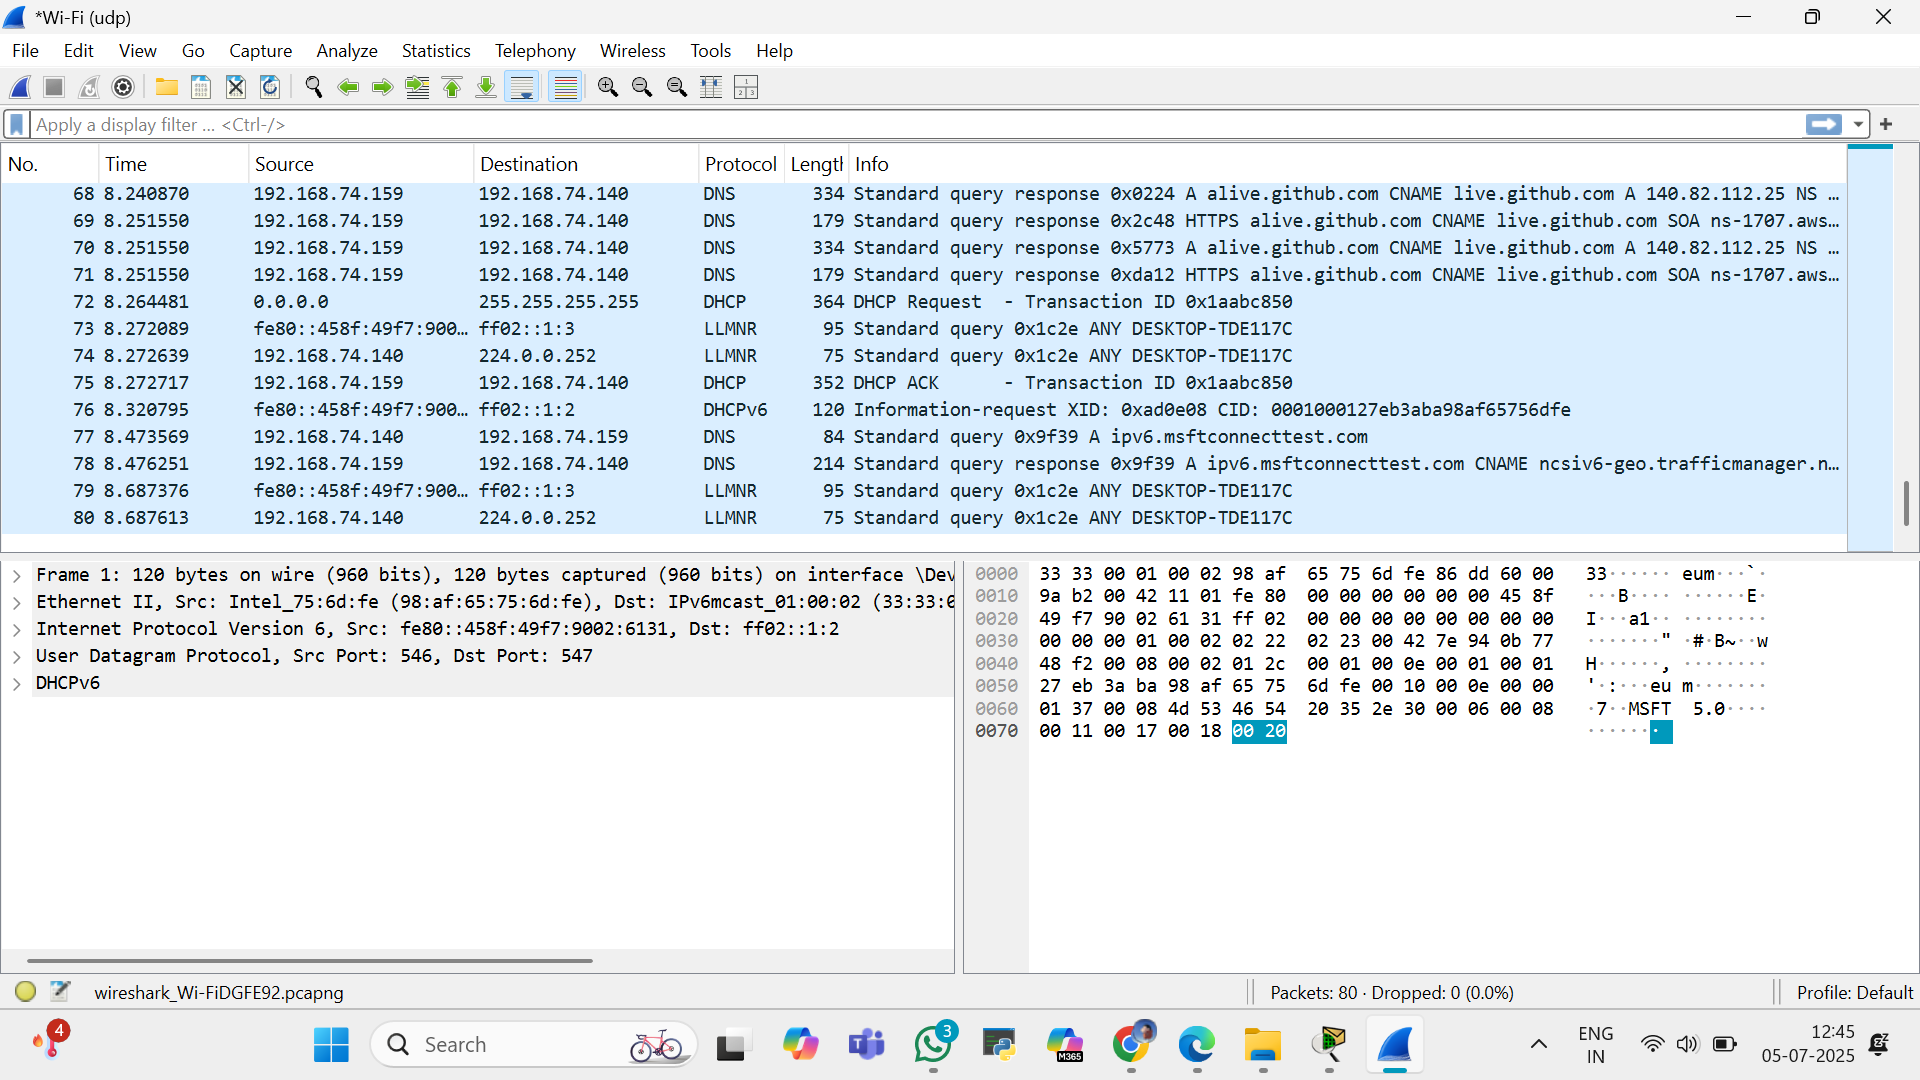 *Wi-Fi (udp)
File Edit View Go Capture Analyze Statistics Telephony Wireless Tools Help
Apply a display filter ... <Ctrl-/>
No. Time Source Destination Protocol Length Info
68 8.240870 192.168.74.159 192.168.74.140 DNS 334 Standard query response 0x0224 A alive.github.com CNAME live.github.com A 140.82.112.25 NS …
69 8.251550 192.168.74.159 192.168.74.140 DNS 179 Standard query response 0x2c48 HTTPS alive.github.com CNAME live.github.com SOA ns-1707.aws…
70 8.251550 192.168.74.159 192.168.74.140 DNS 334 Standard query response 0x5773 A alive.github.com CNAME live.github.com A 140.82.112.25 NS …
71 8.251550 192.168.74.159 192.168.74.140 DNS 179 Standard query response 0xda12 HTTPS alive.github.com CNAME live.github.com SOA ns-1707.aws…
72 8.264481 0.0.0.0 255.255.255.255 DHCP 364 DHCP Request - Transaction ID 0x1aabc850
73 8.272089 fe80::458f:49f7:900… ff02::1:3 LLMNR 95 Standard query 0x1c2e ANY DESKTOP-TDE117C
74 8.272639 192.168.74.140 224.0.0.252 LLMNR 75 Standard query 0x1c2e ANY DESKTOP-TDE117C
75 8.272717 192.168.74.159 192.168.74.140 DHCP 352 DHCP ACK - Transaction ID 0x1aabc850
76 8.320795 fe80::458f:49f7:900… ff02::1:2 DHCPv6 120 Information-request XID: 0xad0e08 CID: 0001000127eb3aba98af65756dfe
77 8.473569 192.168.74.140 192.168.74.159 DNS 84 Standard query 0x9f39 A ipv6.msftconnecttest.com
78 8.476251 192.168.74.159 192.168.74.140 DNS 214 Standard query response 0x9f39 A ipv6.msftconnecttest.com CNAME ncsiv6-geo.trafficmanager.n…
79 8.687376 fe80::458f:49f7:900… ff02::1:3 LLMNR 95 Standard query 0x1c2e ANY DESKTOP-TDE117C
80 8.687613 192.168.74.140 224.0.0.252 LLMNR 75 Standard query 0x1c2e ANY DESKTOP-TDE117C
Frame 1: 120 bytes on wire (960 bits), 120 bytes captured (960 bits) on interface \Dev
Ethernet II, Src: Intel_75:6d:fe (98:af:65:75:6d:fe), Dst: IPv6mcast_01:00:02 (33:33:0
Internet Protocol Version 6, Src: fe80::458f:49f7:9002:6131, Dst: ff02::1:2
User Datagram Protocol, Src Port: 546, Dst Port: 547
DHCPv6
0000 33 33 00 01 00 02 98 af 65 75 6d fe 86 dd 60 00 33······ eum···`·
0010 9a b2 00 42 11 01 fe 80 00 00 00 00 00 00 45 8f ···B···· ······E·
0020 49 f7 90 02 61 31 ff 02 00 00 00 00 00 00 00 00 I···a1·· ········
0030 00 00 00 01 00 02 02 22 02 23 00 42 7e 94 0b 77 ·······" ·#·B~··w
0040 48 f2 00 08 00 02 01 2c 00 01 00 0e 00 01 00 01 H······, ········
0050 27 eb 3a ba 98 af 65 75 6d fe 00 10 00 0e 00 00 '·:···eu m·······
0060 01 37 00 08 4d 53 46 54 20 35 2e 30 00 06 00 08 ·7··MSFT 5.0····
0070 00 11 00 17 00 18 00 20 ······· 
wireshark_Wi-FiDGFE92.pcapng Packets: 80 · Dropped: 0 (0.0%) Profile: Default
4
Search
3
M365
ENG
IN
12:45
05-07-2025